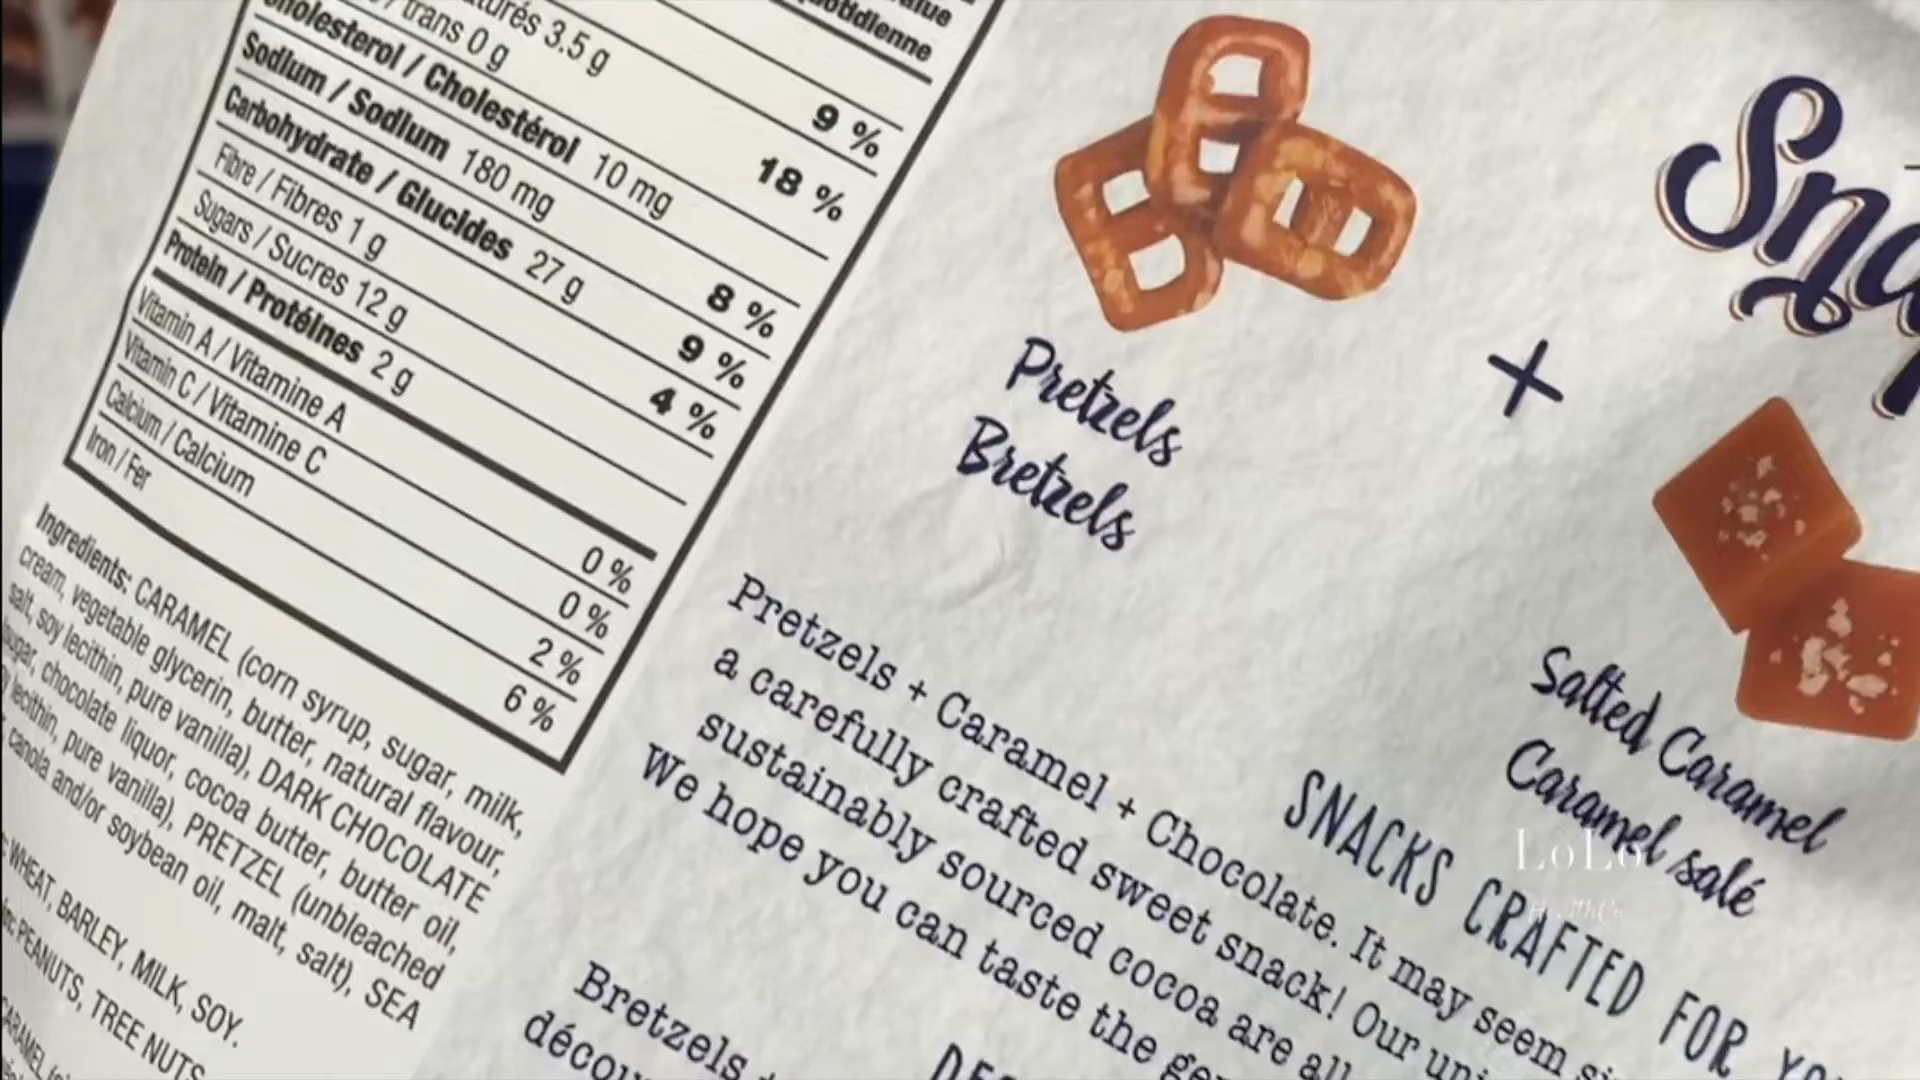 quotidienne
3.5 g
trans 0 g
9 %
18 %
Cholestérol 10 mg
Sodium / Sodium 180 mg
8 %
Carbohydrate / Glucides 27 g
9 %
Fibre / Fibres 1 g
4 %
Sugars / Sucres 12 g
Protein / Protéines 2 g
Vitamin A / Vitamine A
0 %
Vitamin C / Vitamine C
0 %
Calcium / Calcium
2 %
Iron / Fer
6 %
Ingredients: CARAMEL (corn syrup, sugar, milk,
cream, vegetable glycerin, butter, natural flavour,
salt, soy lecithin, pure vanilla), DARK CHOCOLATE
chocolate liquor, cocoa butter, butter oil,
lecithin, pure vanilla), PRETZEL (unbleached
canola and/or soybean oil, malt, salt), SEA
WHEAT, BARLEY, MILK, SOY.
PEANUTS, TREE NUTS
Pretzels
Bretzels
+
Salted Caramel
Caramel salé
SNACKS CRAFTED FOR
Pretzels + Caramel + Chocolate. It may seem
a carefully crafted sweet snack! Our
sustainably sourced cocoa are
We hope you can taste the
Bretzels
LoLo